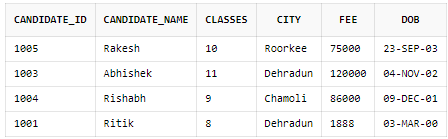 CANDIDATE_ID CANDIDATE_NAME CLASSES CITY FEE DOB
1005 Rakesh 10 Roorkee 75000 23-SEP-03
1003 Abhishek 11 Dehradun 120000 04-NOV-02
1004 Rishabh 9 Chamoli 86000 09-DEC-01
1001 Ritik 8 Dehradun 1888 03-MAR-00